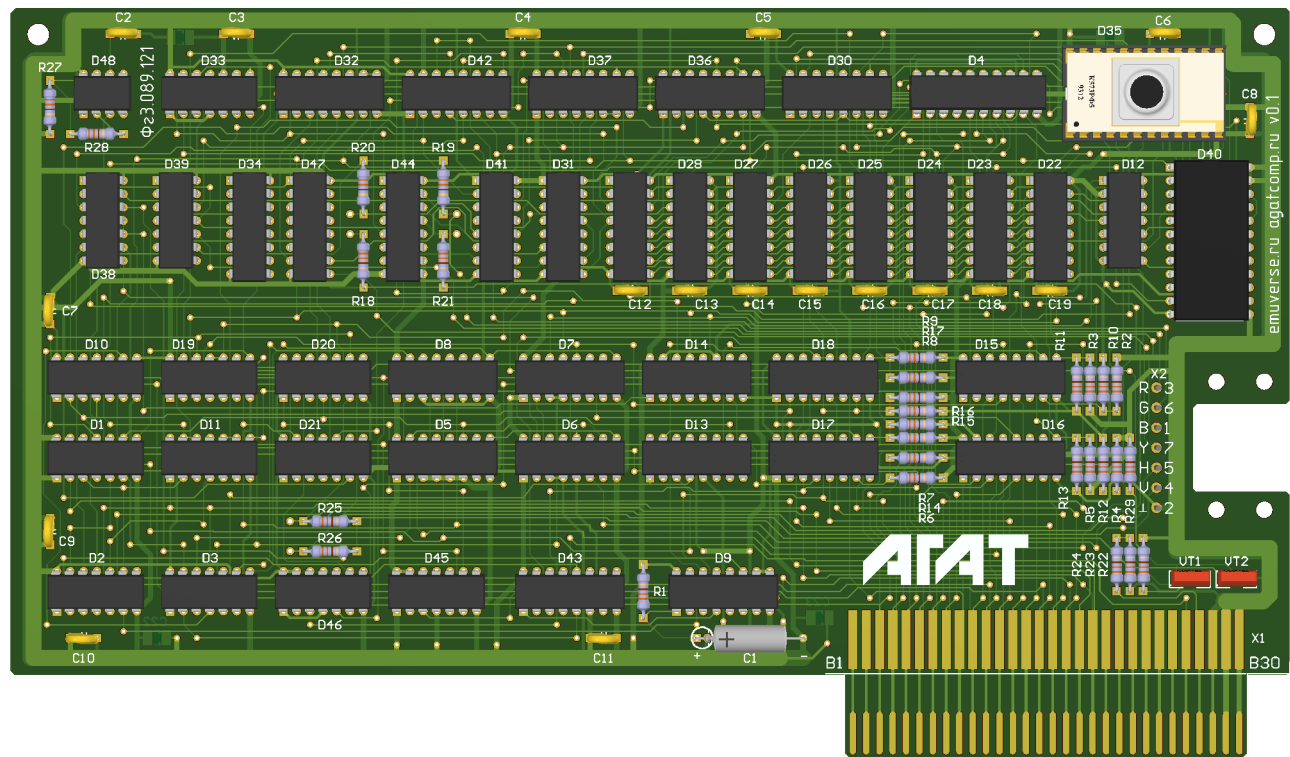 C2 C3 C4 C5 C6
D35
R27 D48 D33 D32 D42 D37 D36 D30 D4
Фг3.089.121
C8
R28
emuverse.ru agatcomp.ru v0.1
R20 R19
D39 D34 D47 D44 D41 D31 D28 D27 D26 D25 D24 D23 D22 D12 D40
D38
R18 R21
C7 C12 C13 C14 C15 C16 C17 C18 C19
R9
R17
R8
R11 R3 R10 R2
D10 D19 D20 D8 D7 D14 D18 D15
X2
R 3
G 6
B 1
Y 7
H 5
V 4
⊥ 2
R16
R15
D1 D11 D21 D5 D6 D13 D17 D16
R7
R14
R6
R13 R5 R12 R4 R29
R25
C9
R26
АГАТ
D2 D3 D45 D43 D9
R24 R23 R22
VT1 VT2
R1
D46
C10 C11 + C1 -
X1
B1 B30